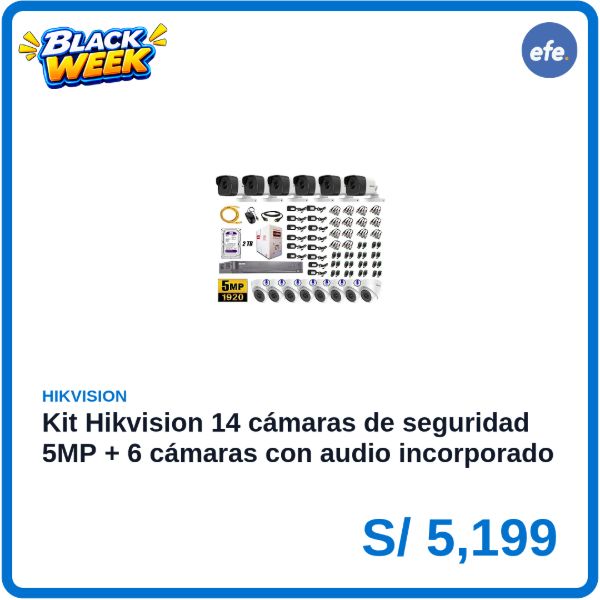 BLACK
WEEK
efe.
2 TB
5MP
1920
HIKVISION
Kit Hikvision 14 cámaras de seguridad
5MP + 6 cámaras con audio incorporado
S/ 5,199